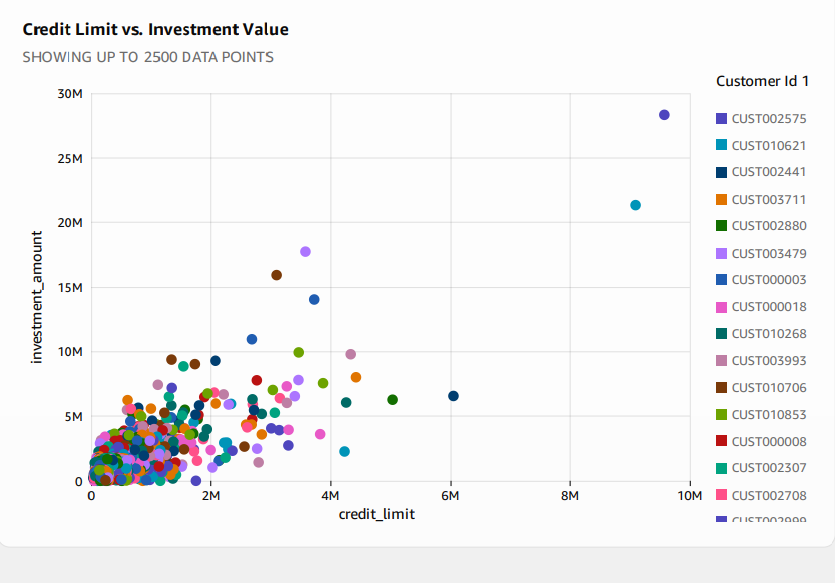 Credit Limit vs. Investment Value
SHOWING UP TO 2500 DATA POINTS
Customer Id 1
30M
25M
20M
15M
10M
5M
0
investment_amount
0
2M
4M
6M
8M
10M
credit_limit
CUST002575
CUST010621
CUST002441
CUST003711
CUST002880
CUST003479
CUST000003
CUST000018
CUST010268
CUST003993
CUST010706
CUST010853
CUST000008
CUST002307
CUST002708